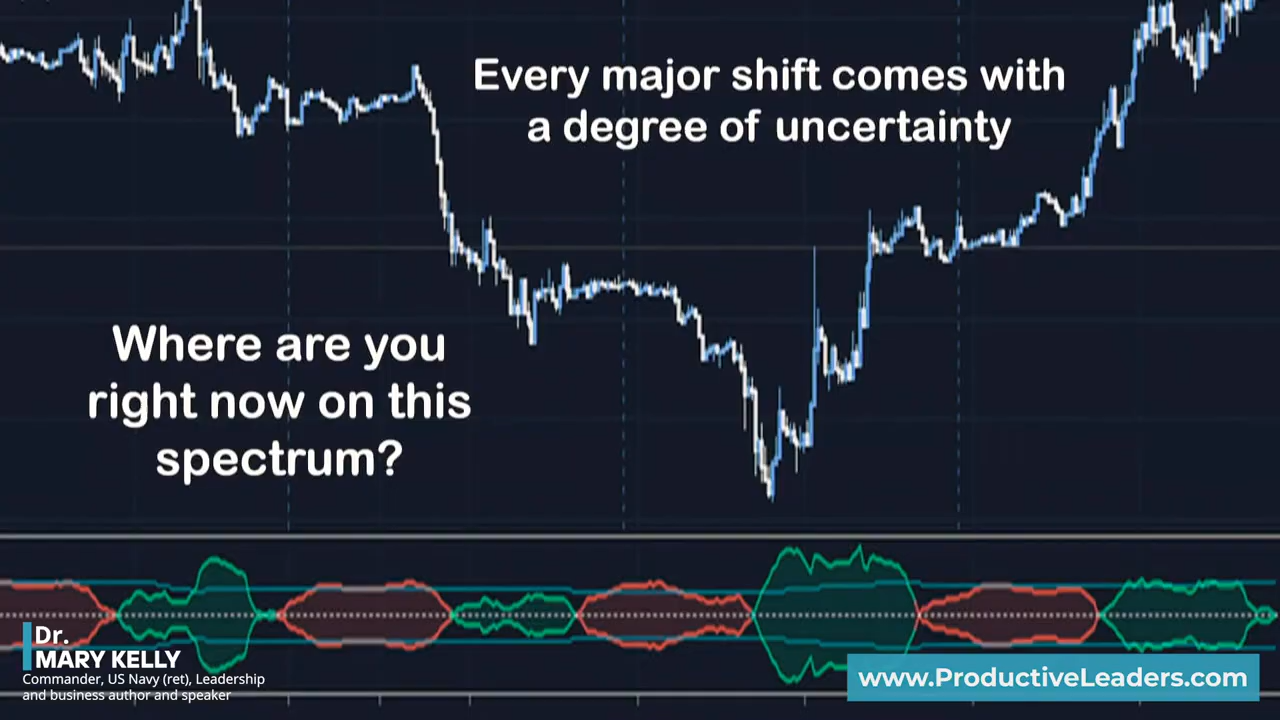 Every major shift comes with
a degree of uncertainty
Where are you
right now on this
spectrum?
Dr.
MARY KELLY
Commander, US Navy (ret), Leadership
and business author and speaker
www.ProductiveLeaders.com